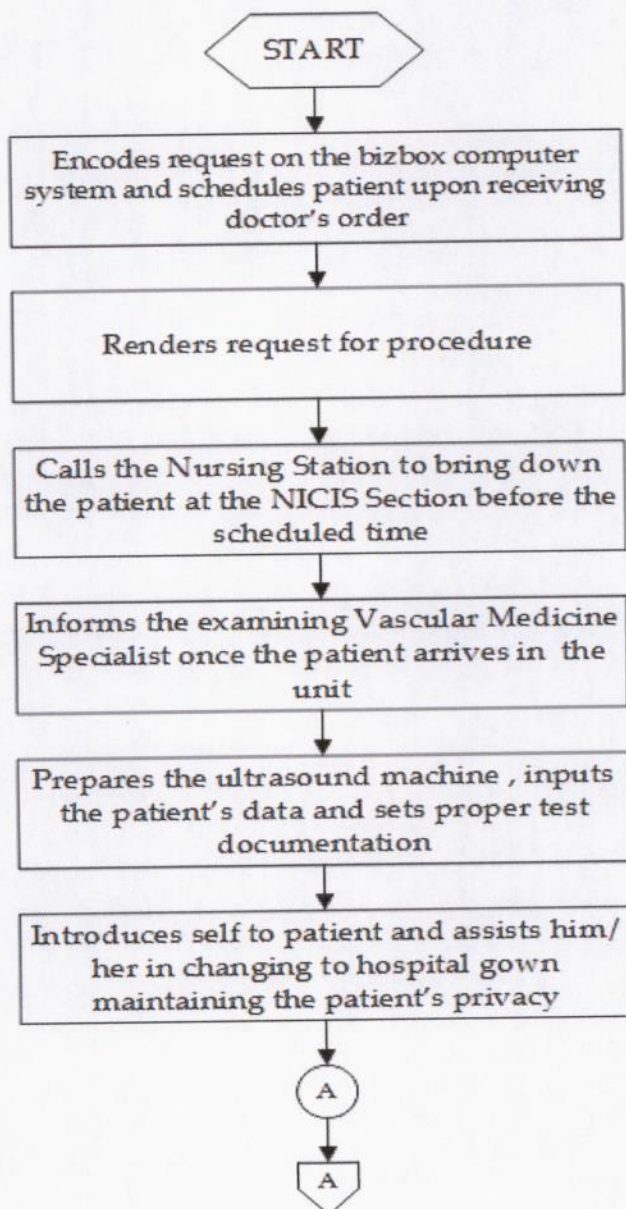 START
Encodes request on the bizbox computer
system and schedules patient upon receiving
doctor's order
Renders request for procedure
Calls the Nursing Station to bring down
the patient at the NICIS Section before the
scheduled time
Informs the examining Vascular Medicine
Specialist once the patient arrives in the
unit
Prepares the ultrasound machine , inputs
the patient's data and sets proper test
documentation
Introduces self to patient and assists him/
her in changing to hospital gown
maintaining the patient's privacy
A
A